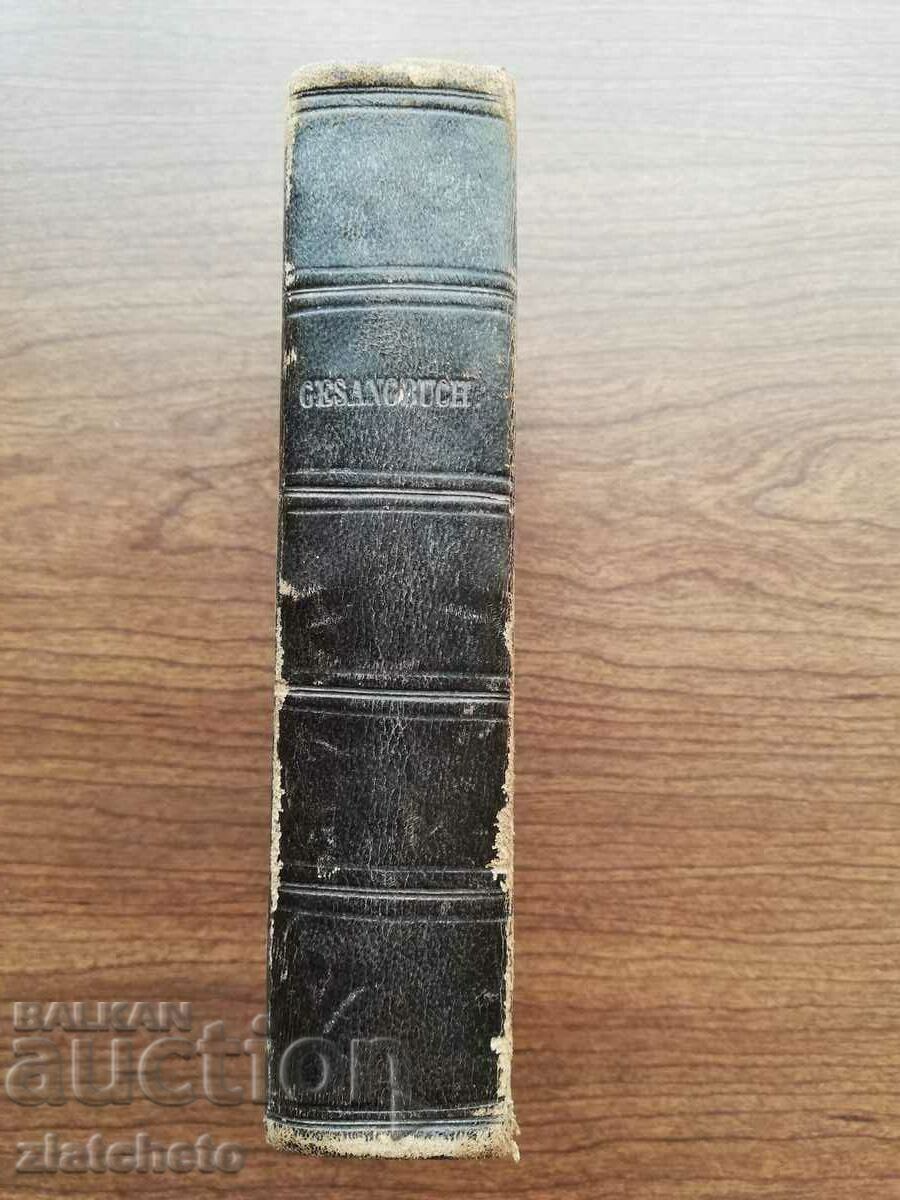 GESANGBUCH.
BALKAN
auction
zlatcheto